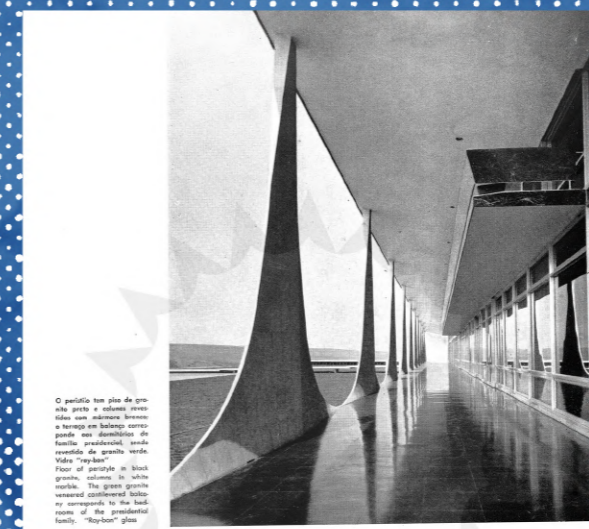 O peristilo tem piso de gra-
nito preto e colunas reves-
tidas com mármore branco:
o terraço em balanço corres-
ponde aos dormitórios da
família presidencial, sendo
revestido de granito verde.
Vidro "ray-ban"
Floor of peristyle in black
granite, columns in white
marble. The green granite
veneered cantilevered balco-
ny corresponds to the bed-
rooms of the presidential
family. "Ray-ban" glass